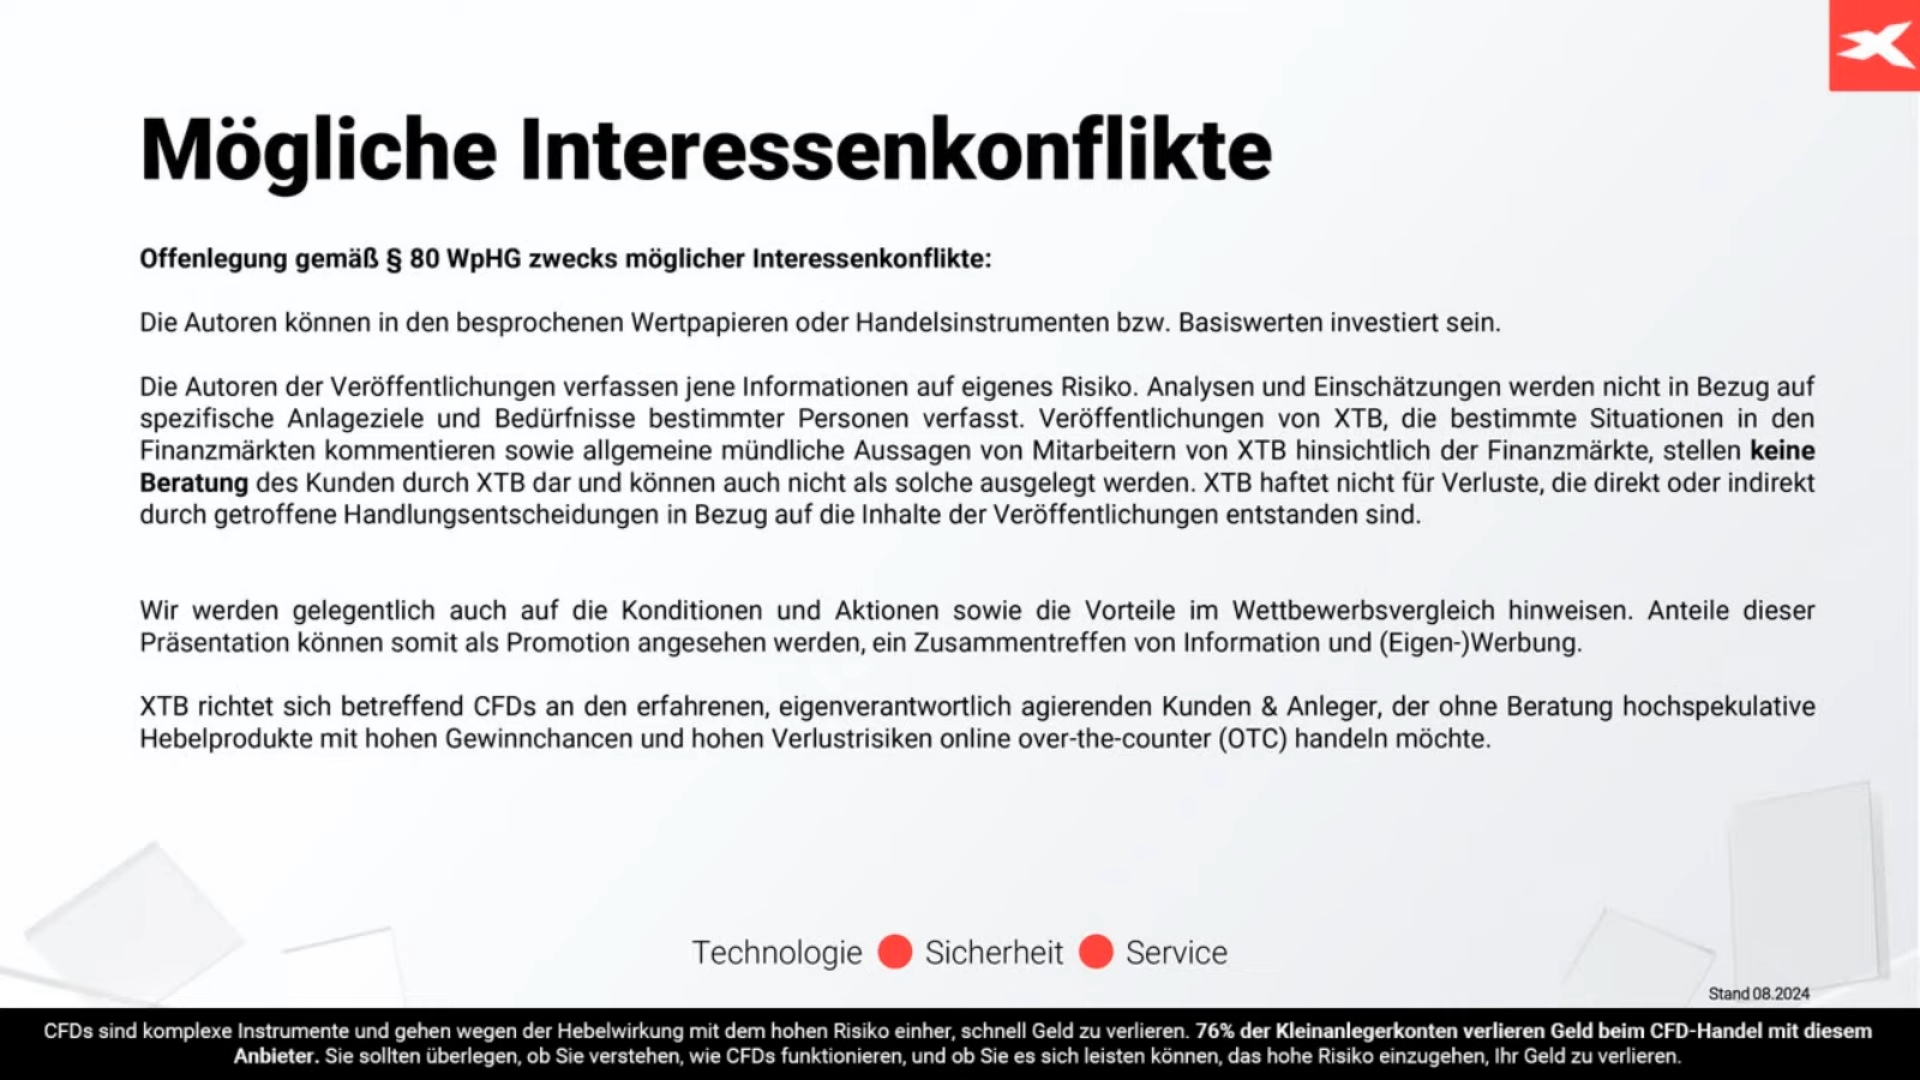 Mögliche Interessenkonflikte
Offenlegung gemäß § 80 WpHG zwecks möglicher Interessenkonflikte:
Die Autoren können in den besprochenen Wertpapieren oder Handelsinstrumenten bzw. Basiswerten investiert sein.
Die Autoren der Veröffentlichungen verfassen jene Informationen auf eigenes Risiko. Analysen und Einschätzungen werden nicht in Bezug auf
spezifische Anlageziele und Bedürfnisse bestimmter Personen verfasst. Veröffentlichungen von XTB, die bestimmte Situationen in den
Finanzmärkten kommentieren sowie allgemeine mündliche Aussagen von Mitarbeitern von XTB hinsichtlich der Finanzmärkte, stellen keine
Beratung des Kunden durch XTB dar und können auch nicht als solche ausgelegt werden. XTB haftet nicht für Verluste, die direkt oder indirekt
durch getroffene Handlungsentscheidungen in Bezug auf die Inhalte der Veröffentlichungen entstanden sind.
Wir werden gelegentlich auch auf die Konditionen und Aktionen sowie die Vorteile im Wettbewerbsvergleich hinweisen. Anteile dieser
Präsentation können somit als Promotion angesehen werden, ein Zusammentreffen von Information und (Eigen-)Werbung.
XTB richtet sich betreffend CFDs an den erfahrenen, eigenverantwortlich agierenden Kunden & Anleger, der ohne Beratung hochspekulative
Hebelprodukte mit hohen Gewinnchancen und hohen Verlustrisiken online over-the-counter (OTC) handeln möchte.
Technologie Sicherheit Service
Stand 08.2024
CFDs sind komplexe Instrumente und gehen wegen der Hebelwirkung mit dem hohen Risiko einher, schnell Geld zu verlieren. 76% der Kleinanlegerkonten verlieren Geld beim CFD-Handel mit diesem
Anbieter. Sie sollten überlegen, ob Sie verstehen, wie CFDs funktionieren, und ob Sie es sich leisten können, das hohe Risiko einzugehen, Ihr Geld zu verlieren.